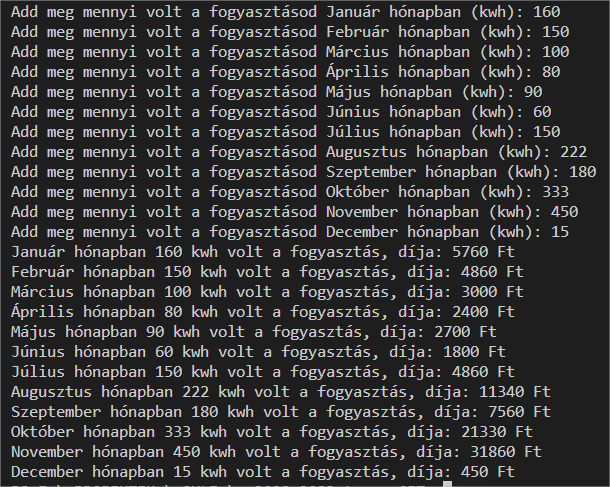 Add meg mennyi volt a fogyasztásod Január hónapban (kwh): 160
Add meg mennyi volt a fogyasztásod Február hónapban (kwh): 150
Add meg mennyi volt a fogyasztásod Március hónapban (kwh): 100
Add meg mennyi volt a fogyasztásod Április hónapban (kwh): 80
Add meg mennyi volt a fogyasztásod Május hónapban (kwh): 90
Add meg mennyi volt a fogyasztásod Június hónapban (kwh): 60
Add meg mennyi volt a fogyasztásod Július hónapban (kwh): 150
Add meg mennyi volt a fogyasztásod Augusztus hónapban (kwh): 222
Add meg mennyi volt a fogyasztásod Szeptember hónapban (kwh): 180
Add meg mennyi volt a fogyasztásod Október hónapban (kwh): 333
Add meg mennyi volt a fogyasztásod November hónapban (kwh): 450
Add meg mennyi volt a fogyasztásod December hónapban (kwh): 15
Január hónapban 160 kwh volt a fogyasztás, díja: 5760 Ft
Február hónapban 150 kwh volt a fogyasztás, díja: 4860 Ft
Március hónapban 100 kwh volt a fogyasztás, díja: 3000 Ft
Április hónapban 80 kwh volt a fogyasztás, díja: 2400 Ft
Május hónapban 90 kwh volt a fogyasztás, díja: 2700 Ft
Június hónapban 60 kwh volt a fogyasztás, díja: 1800 Ft
Július hónapban 150 kwh volt a fogyasztás, díja: 4860 Ft
Augusztus hónapban 222 kwh volt a fogyasztás, díja: 11340 Ft
Szeptember hónapban 180 kwh volt a fogyasztás, díja: 7560 Ft
Október hónapban 333 kwh volt a fogyasztás, díja: 21330 Ft
November hónapban 450 kwh volt a fogyasztás, díja: 31860 Ft
December hónapban 15 kwh volt a fogyasztás, díja: 450 Ft